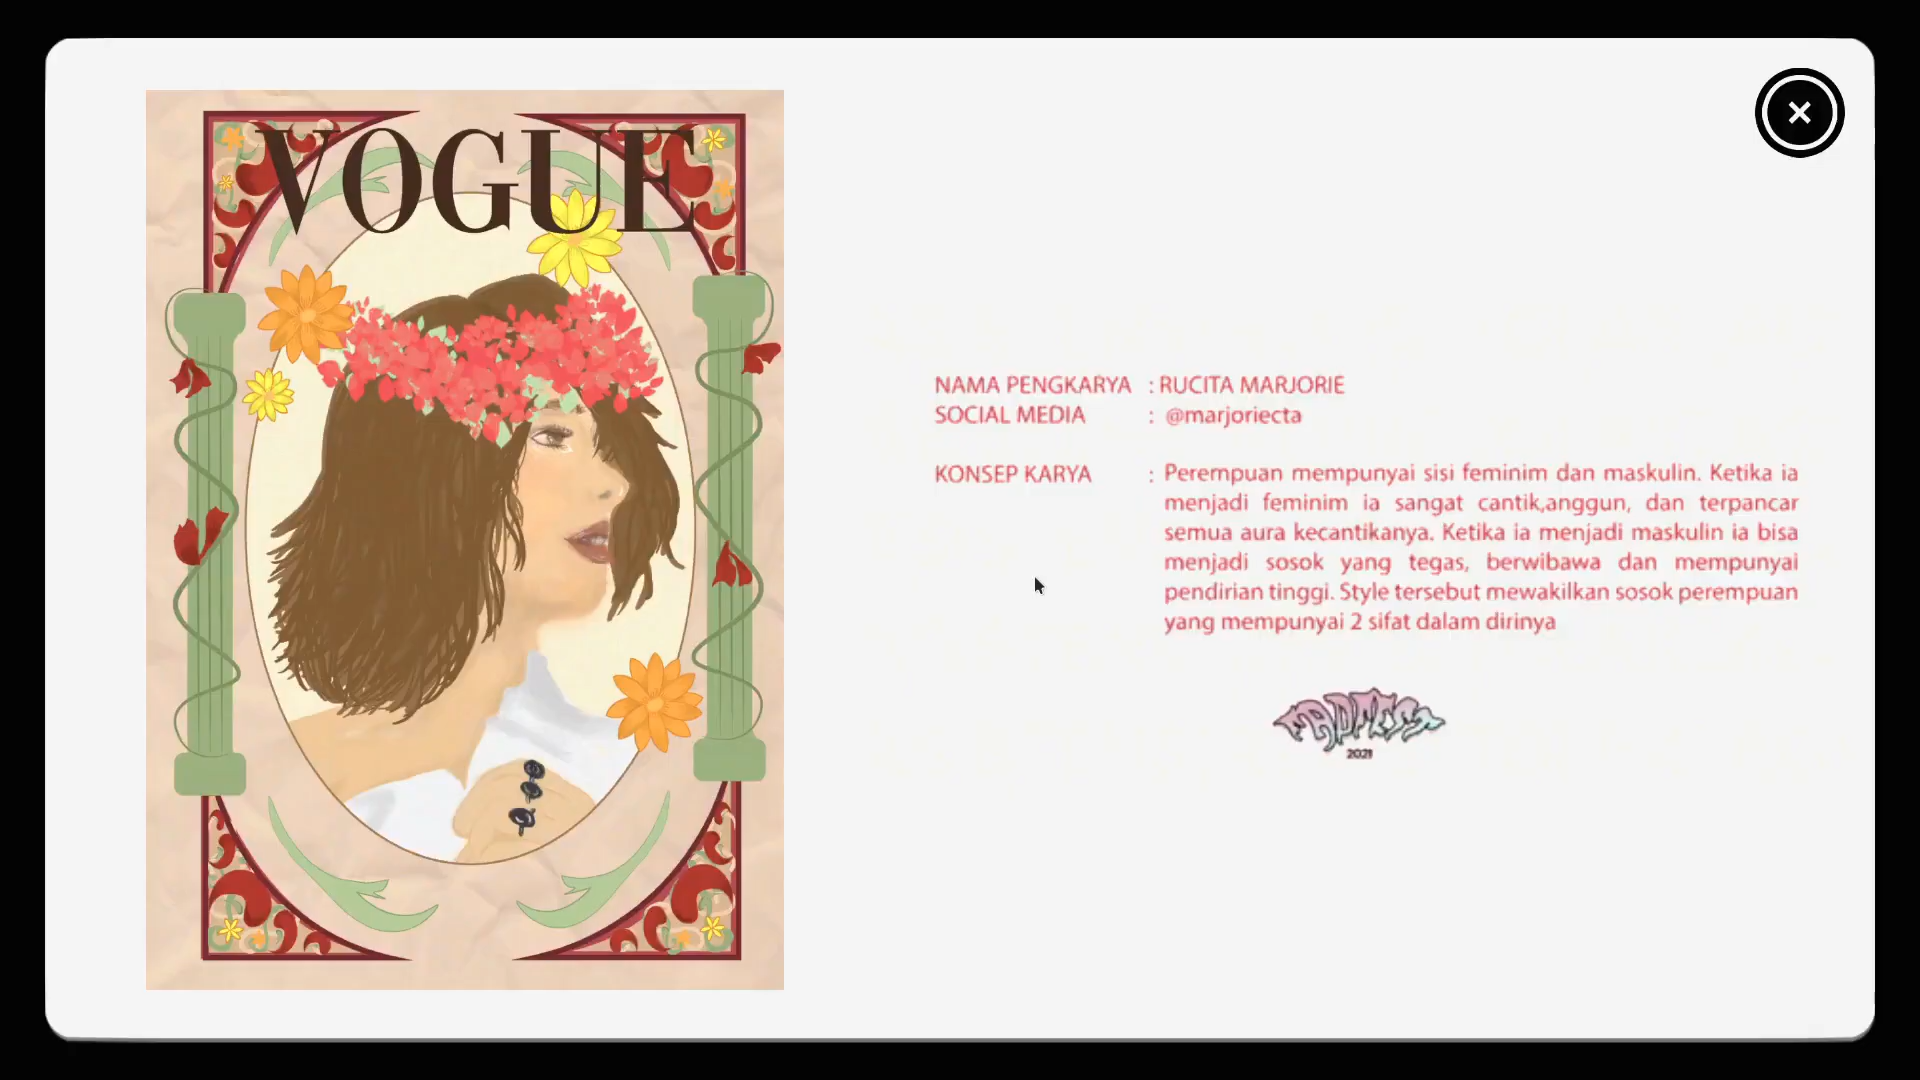 VOGUE
NAMA PENGKARYA : RUCITA MARJORIE
SOCIAL MEDIA : @marjoriecta
KONSEP KARYA : Perempuan mempunyai sisi feminim dan maskulin. Ketika ia
menjadi feminim ia sangat cantik,anggun, dan terpancar
semua aura kecantikanya. Ketika ia menjadi maskulin ia bisa
menjadi sosok yang tegas, berwibawa dan mempunyai
pendirian tinggi. Style tersebut mewakilkan sosok perempuan
yang mempunyai 2 sifat dalam dirinya
2021